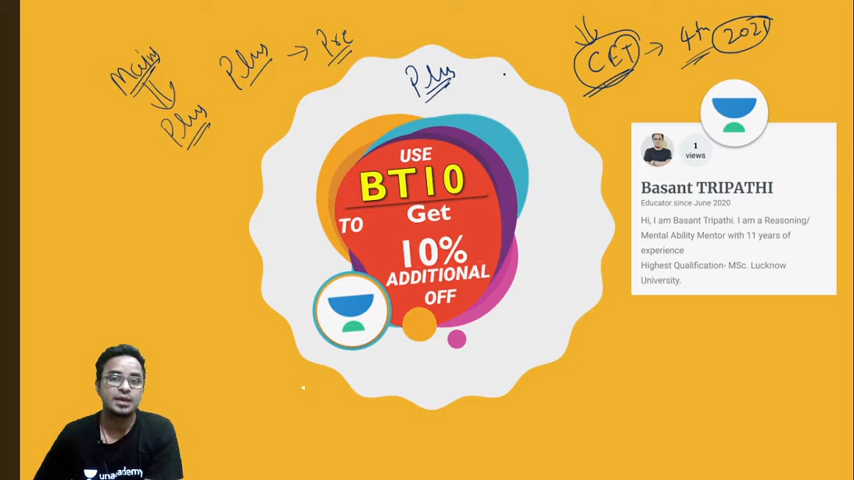 Mains
Plus
Plus → Pre
Plus
CET → 4th 2021
USE
BT10
TO Get
10%
ADDITIONAL
OFF
1
views
Basant TRIPATHI
Educator since June 2020
Hi, I am Basant Tripathi. I am a Reasoning/
Mental Ability Mentor with 11 years of
experience
Highest Qualification- MSc. Lucknow
University.
unacademy